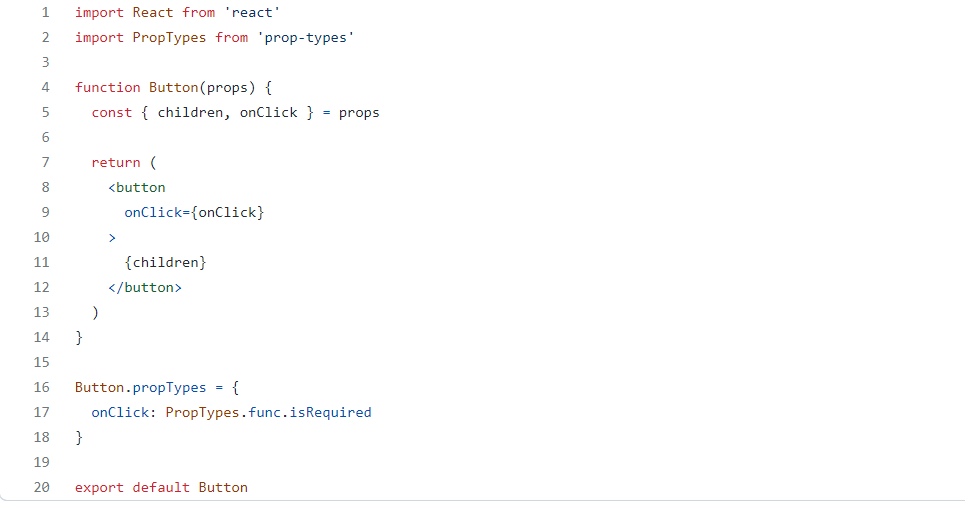 1 import React from 'react'
2 import PropTypes from 'prop-types'
3
4 function Button(props) {
5   const { children, onClick } = props
6
7   return (
8     <button
9       onClick={onClick}
10     >
11       {children}
12     </button>
13   )
14 }
15
16 Button.propTypes = {
17   onClick: PropTypes.func.isRequired
18 }
19
20 export default Button